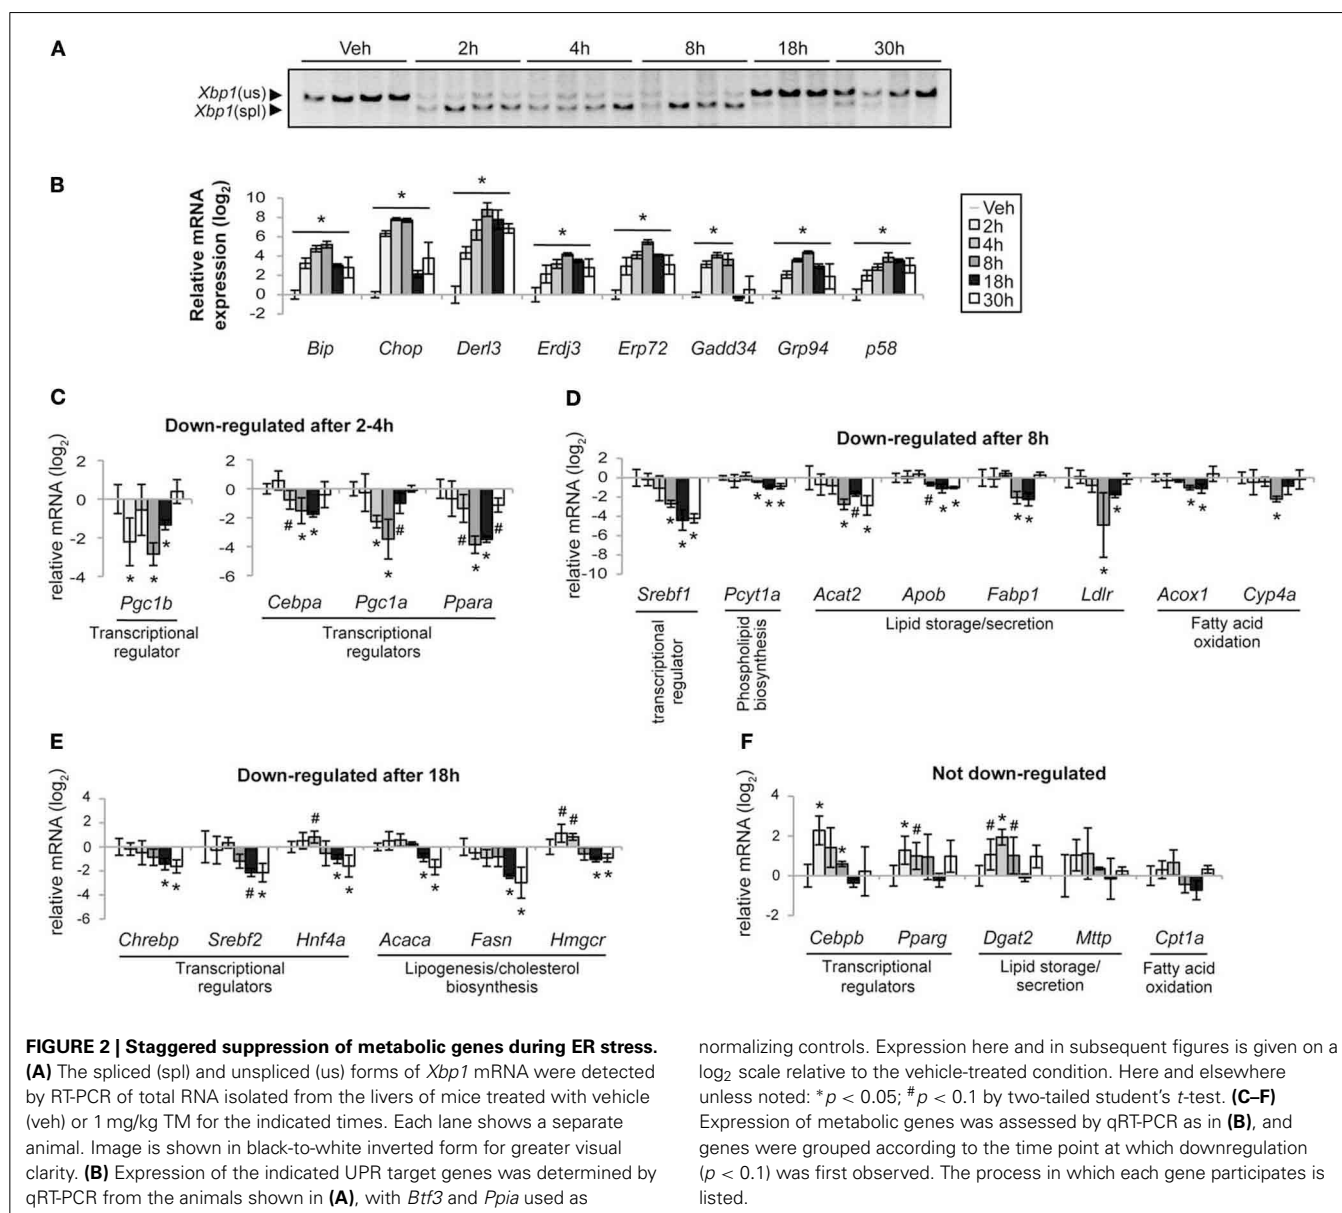 A
Veh 2h 4h 8h 18h 30h
Xbp1(us)
Xbp1(spl)
B
Relative mRNA
expression (log2)
10
8
6
4
2
0
-2
* * * * * * * *
Bip Chop Derl3 Erdj3 Erp72 Gadd34 Grp94 p58
Veh
2h
4h
8h
18h
30h
C
Down-regulated after 2-4h
relative mRNA (log2)
2
0
-2
-4
* * *
Pgc1b
Transcriptional
regulator
2
0
-2
-4
-6
# * * * * # # * * #
Cebpa Pgc1a Ppara
Transcriptional
regulators
D
Down-regulated after 8h
relative mRNA (log2)
2
0
-2
-4
-6
-8
-10
* * * * * * * # * # * * * * * * * * *
Srebf1 Pcyt1a Acat2 Apob Fabp1 Ldlr Acox1 Cyp4a
transcriptional
regulator
Phospholipid
biosynthesis
Lipid storage/secretion
Fatty acid
oxidation
E
Down-regulated after 18h
relative mRNA (log2)
4
2
0
-2
-4
-6
* * # * # * * * * * * # # * *
Chrebp Srebf2 Hnf4a Acaca Fasn Hmgcr
Transcriptional
regulators
Lipogenesis/cholesterol
biosynthesis
F
Not down-regulated
relative mRNA (log2)
4
2
0
-2
* * * # # * #
Cebpb Pparg Dgat2 Mttp Cpt1a
Transcriptional
regulators
Lipid storage/
secretion
Fatty acid
oxidation
FIGURE 2 | Staggered suppression of metabolic genes during ER stress.
(A) The spliced (spl) and unspliced (us) forms of Xbp1 mRNA were detected
by RT-PCR of total RNA isolated from the livers of mice treated with vehicle
(veh) or 1 mg/kg TM for the indicated times. Each lane shows a separate
animal. Image is shown in black-to-white inverted form for greater visual
clarity. (B) Expression of the indicated UPR target genes was determined by
qRT-PCR from the animals shown in (A), with Btf3 and Ppia used as
normalizing controls. Expression here and in subsequent figures is given on a
log2 scale relative to the vehicle-treated condition. Here and elsewhere
unless noted: *p < 0.05; #p < 0.1 by two-tailed student's t-test. (C–F)
Expression of metabolic genes was assessed by qRT-PCR as in (B), and
genes were grouped according to the time point at which downregulation
(p < 0.1) was first observed. The process in which each gene participates is
listed.